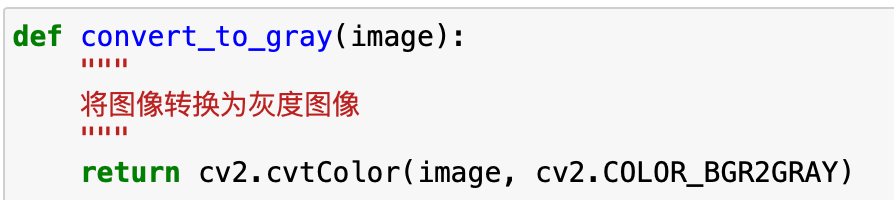 def convert_to_gray(image):
    """
    将图像转换为灰度图像
    """
    return cv2.cvtColor(image, cv2.COLOR_BGR2GRAY)